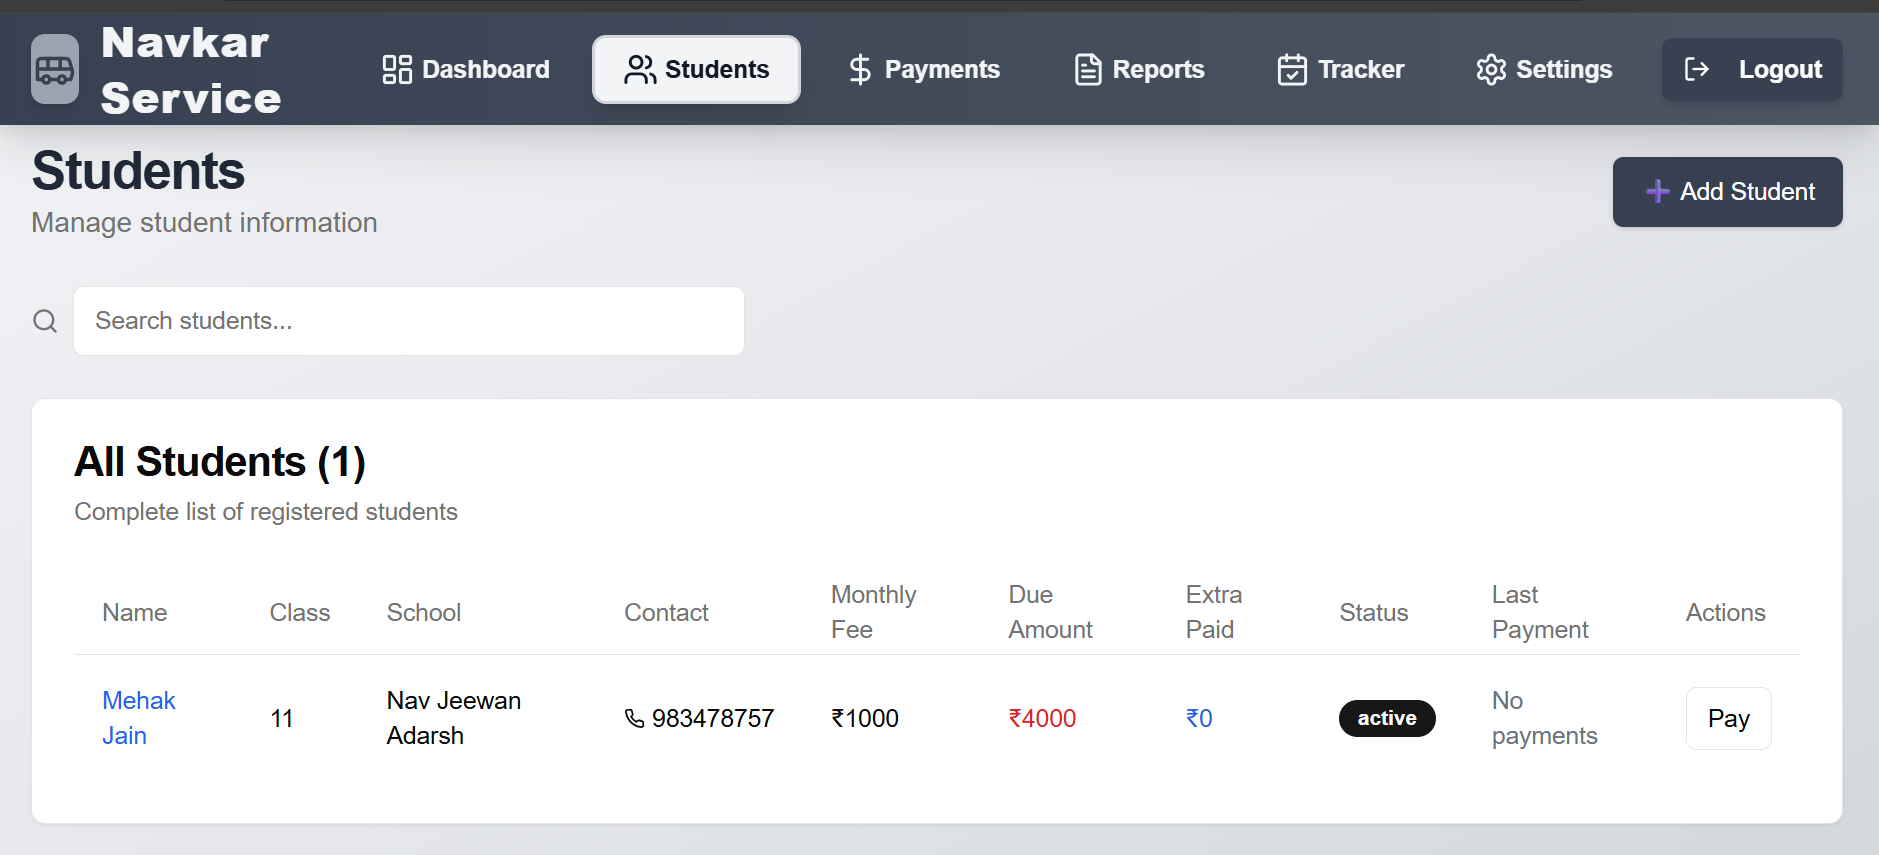 Navkar
Service
Dashboard
Students
Payments
Reports
Tracker
Settings
Logout
Students
Manage student information
Add Student
Search students...
All Students (1)
Complete list of registered students
Name
Class
School
Contact
Monthly
Fee
Due
Amount
Extra
Paid
Status
Last
Payment
Actions
Mehak
Jain
11
Nav Jeewan
Adarsh
983478757
₹1000
₹4000
₹0
active
No
payments
Pay